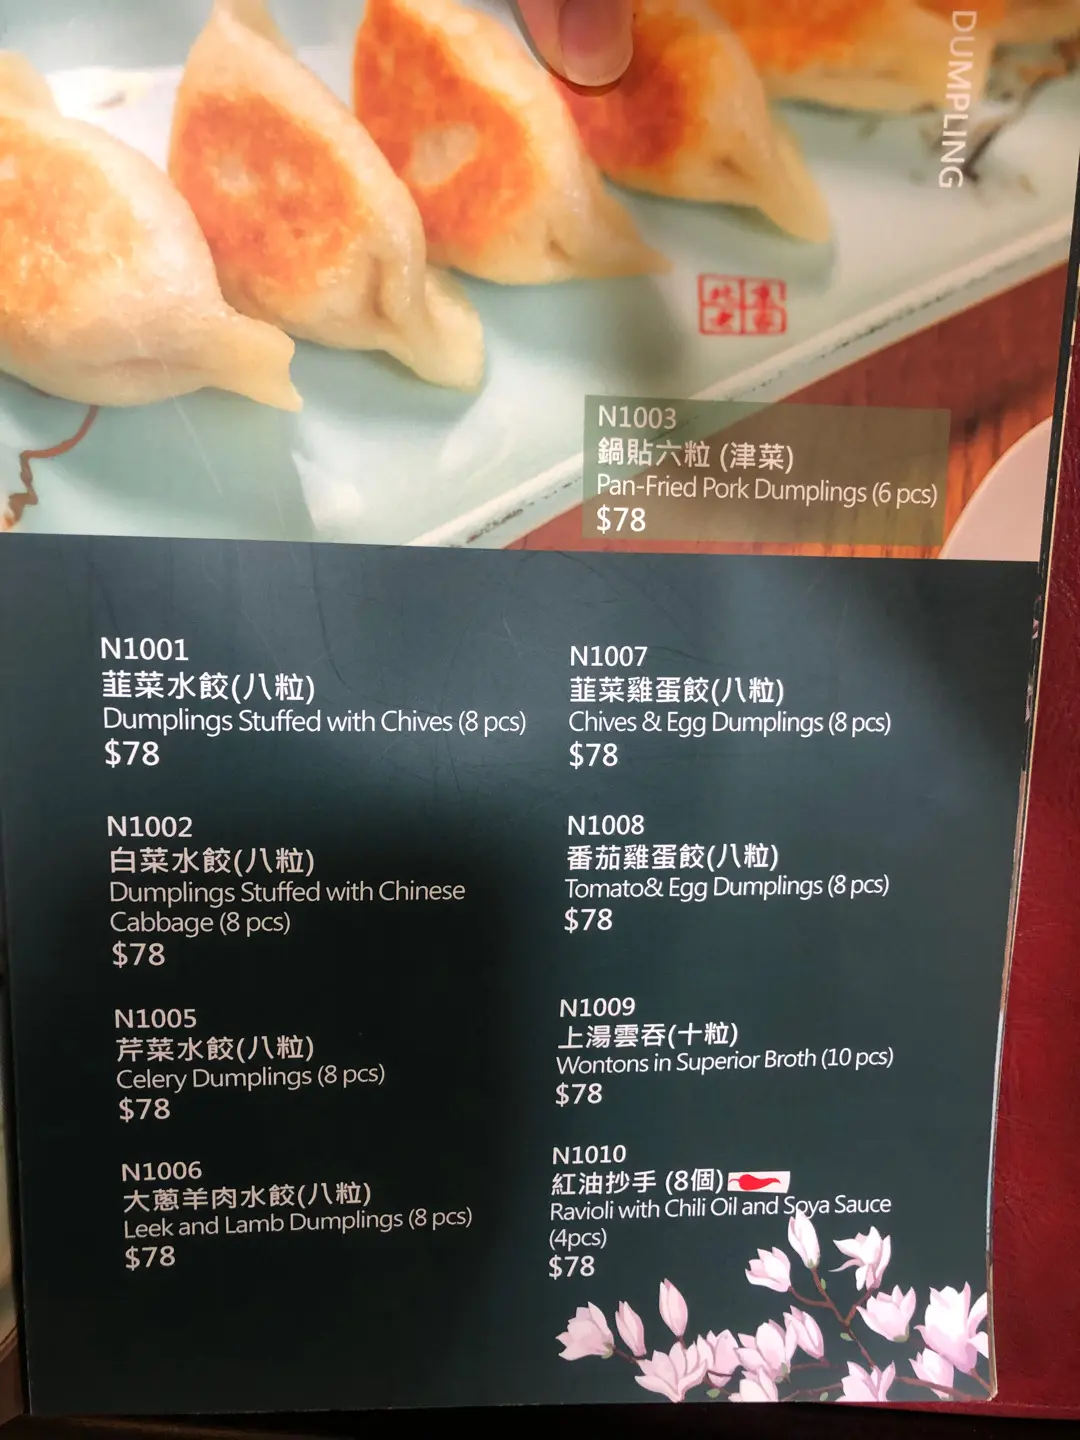 DUMPLING
北京
老家
N1003
鍋貼六粒 (津菜)
Pan-Fried Pork Dumplings (6 pcs)
$78
N1001
韮菜水餃(八粒)
Dumplings Stuffed with Chives (8 pcs)
$78
N1002
白菜水餃(八粒)
Dumplings Stuffed with Chinese
Cabbage (8 pcs)
$78
N1005
芹菜水餃(八粒)
Celery Dumplings (8 pcs)
$78
N1006
大蔥羊肉水餃(八粒)
Leek and Lamb Dumplings (8 pcs)
$78
N1007
韮菜雞蛋餃(八粒)
Chives & Egg Dumplings (8 pcs)
$78
N1008
番茄雞蛋餃(八粒)
Tomato& Egg Dumplings (8 pcs)
$78
N1009
上湯雲吞(十粒)
Wontons in Superior Broth (10 pcs)
$78
N1010
紅油抄手 (8個)
Ravioli with Chili Oil and Soya Sauce
(4pcs)
$78